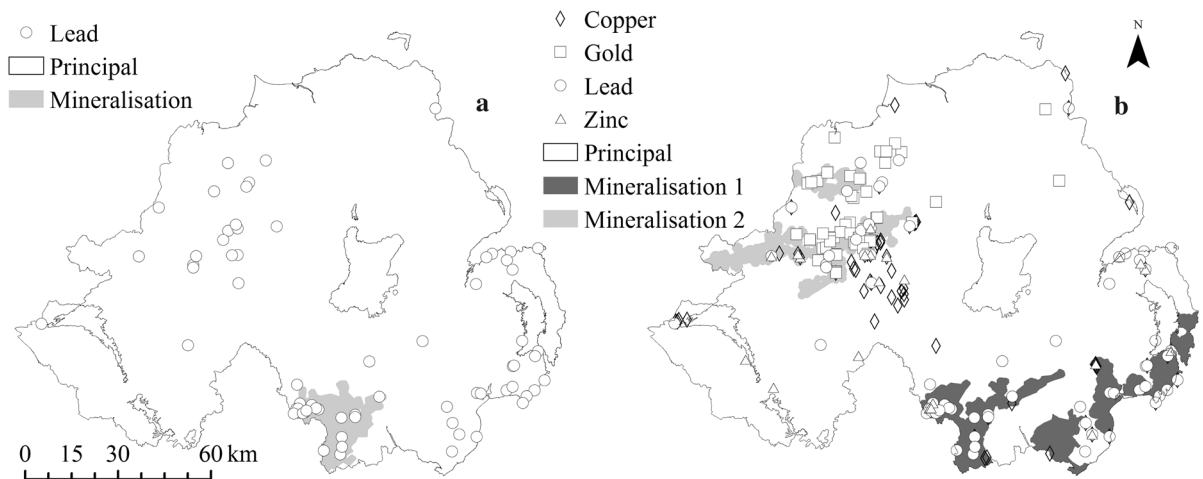 Lead
Principal
Mineralisation
a
0 15 30 60 km
Copper
Gold
Lead
Zinc
Principal
Mineralisation 1
Mineralisation 2
N
b